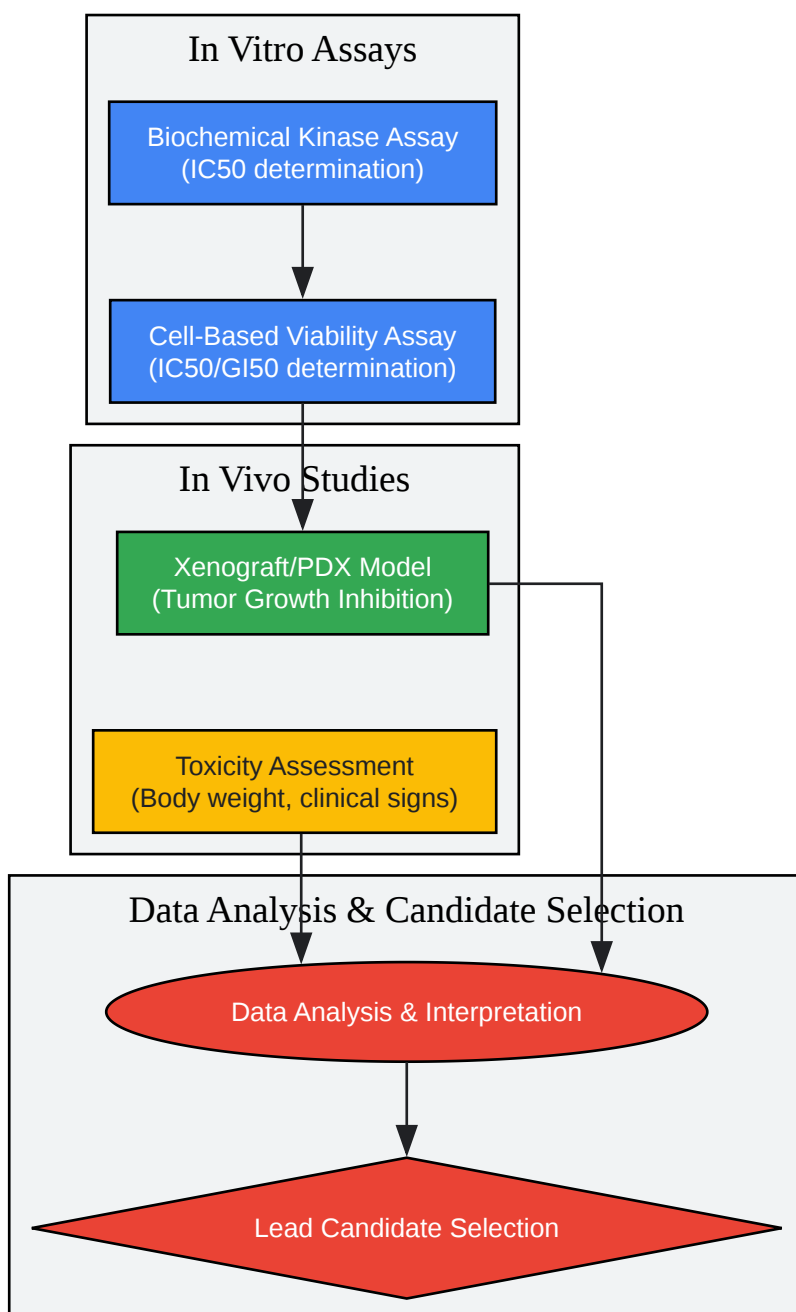 In Vitro Assays
Biochemical Kinase Assay
(IC50 determination)
Cell-Based Viability Assay
(IC50/GI50 determination)
In Vivo Studies
Xenograft/PDX Model
(Tumor Growth Inhibition)
Toxicity Assessment
(Body weight, clinical signs)
Data Analysis & Candidate Selection
Data Analysis & Interpretation
Lead Candidate Selection